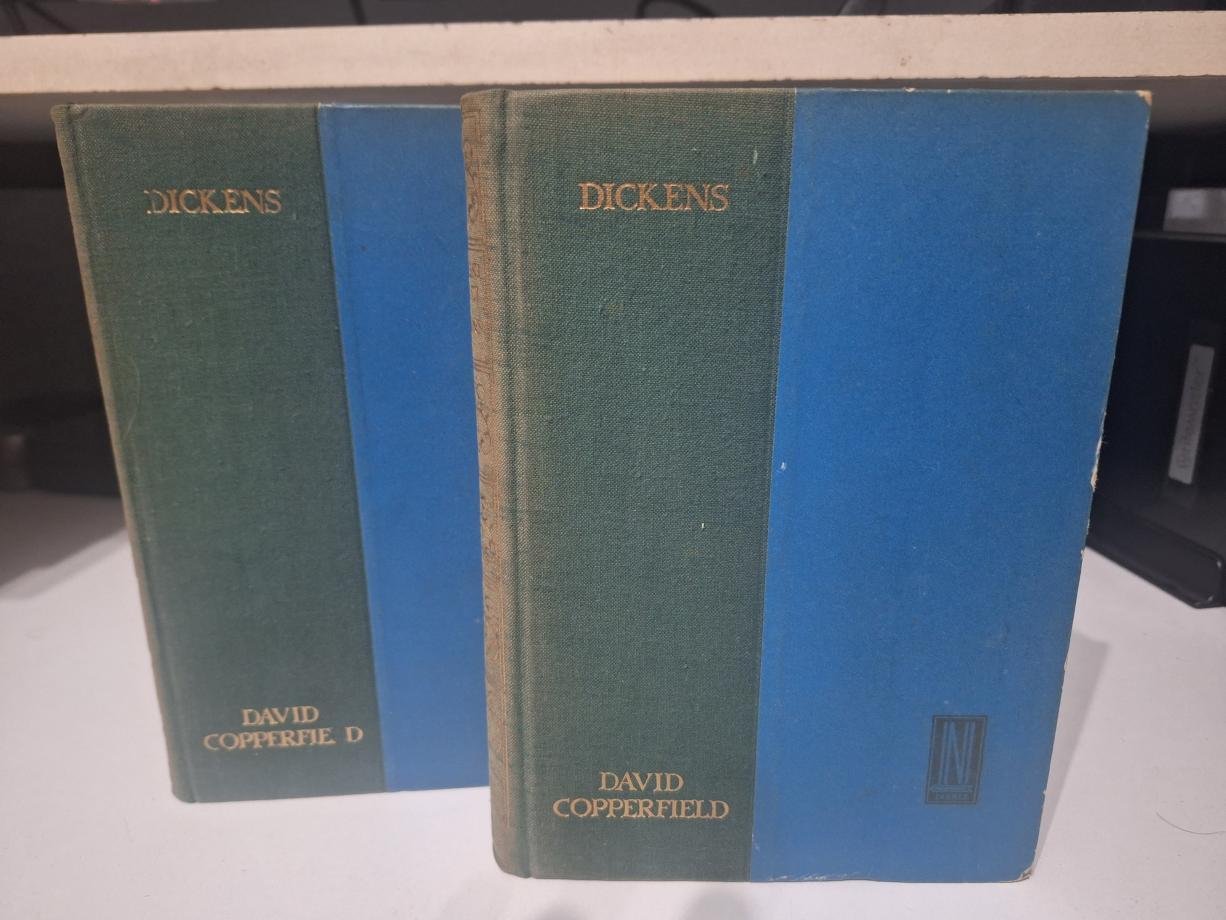 DICKENS
DAVID
COPPERFIE D
DICKENS
DAVID
COPPERFIELD